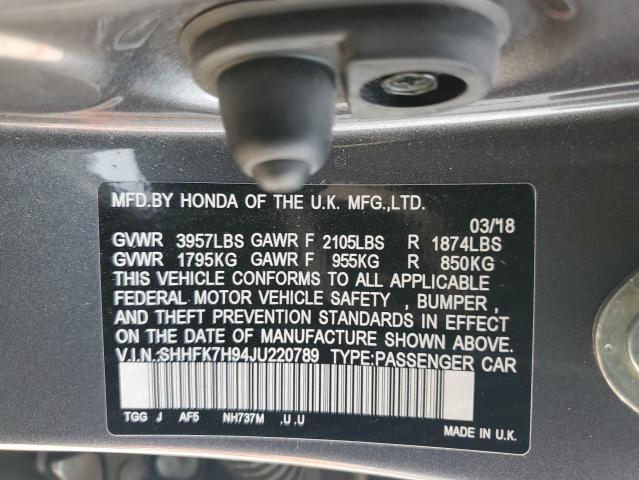 MFD.BY HONDA OF THE U.K. MFG.,LTD.
03/18
GVWR 3957LBS GAWR F 2105LBS R 1874LBS
GVWR 1795KG GAWR F 955KG R 850KG
THIS VEHICLE CONFORMS TO ALL APPLICABLE
FEDERAL MOTOR VEHICLE SAFETY , BUMPER ,
AND THEFT PREVENTION STANDARDS IN EFFECT
ON THE DATE OF MANUFACTURE SHOWN ABOVE.
V.I.N.:SHHFK7H94JU220789 TYPE:PASSENGER CAR
TGG J AF5 NH737M ,U ,U
MADE IN U.K.